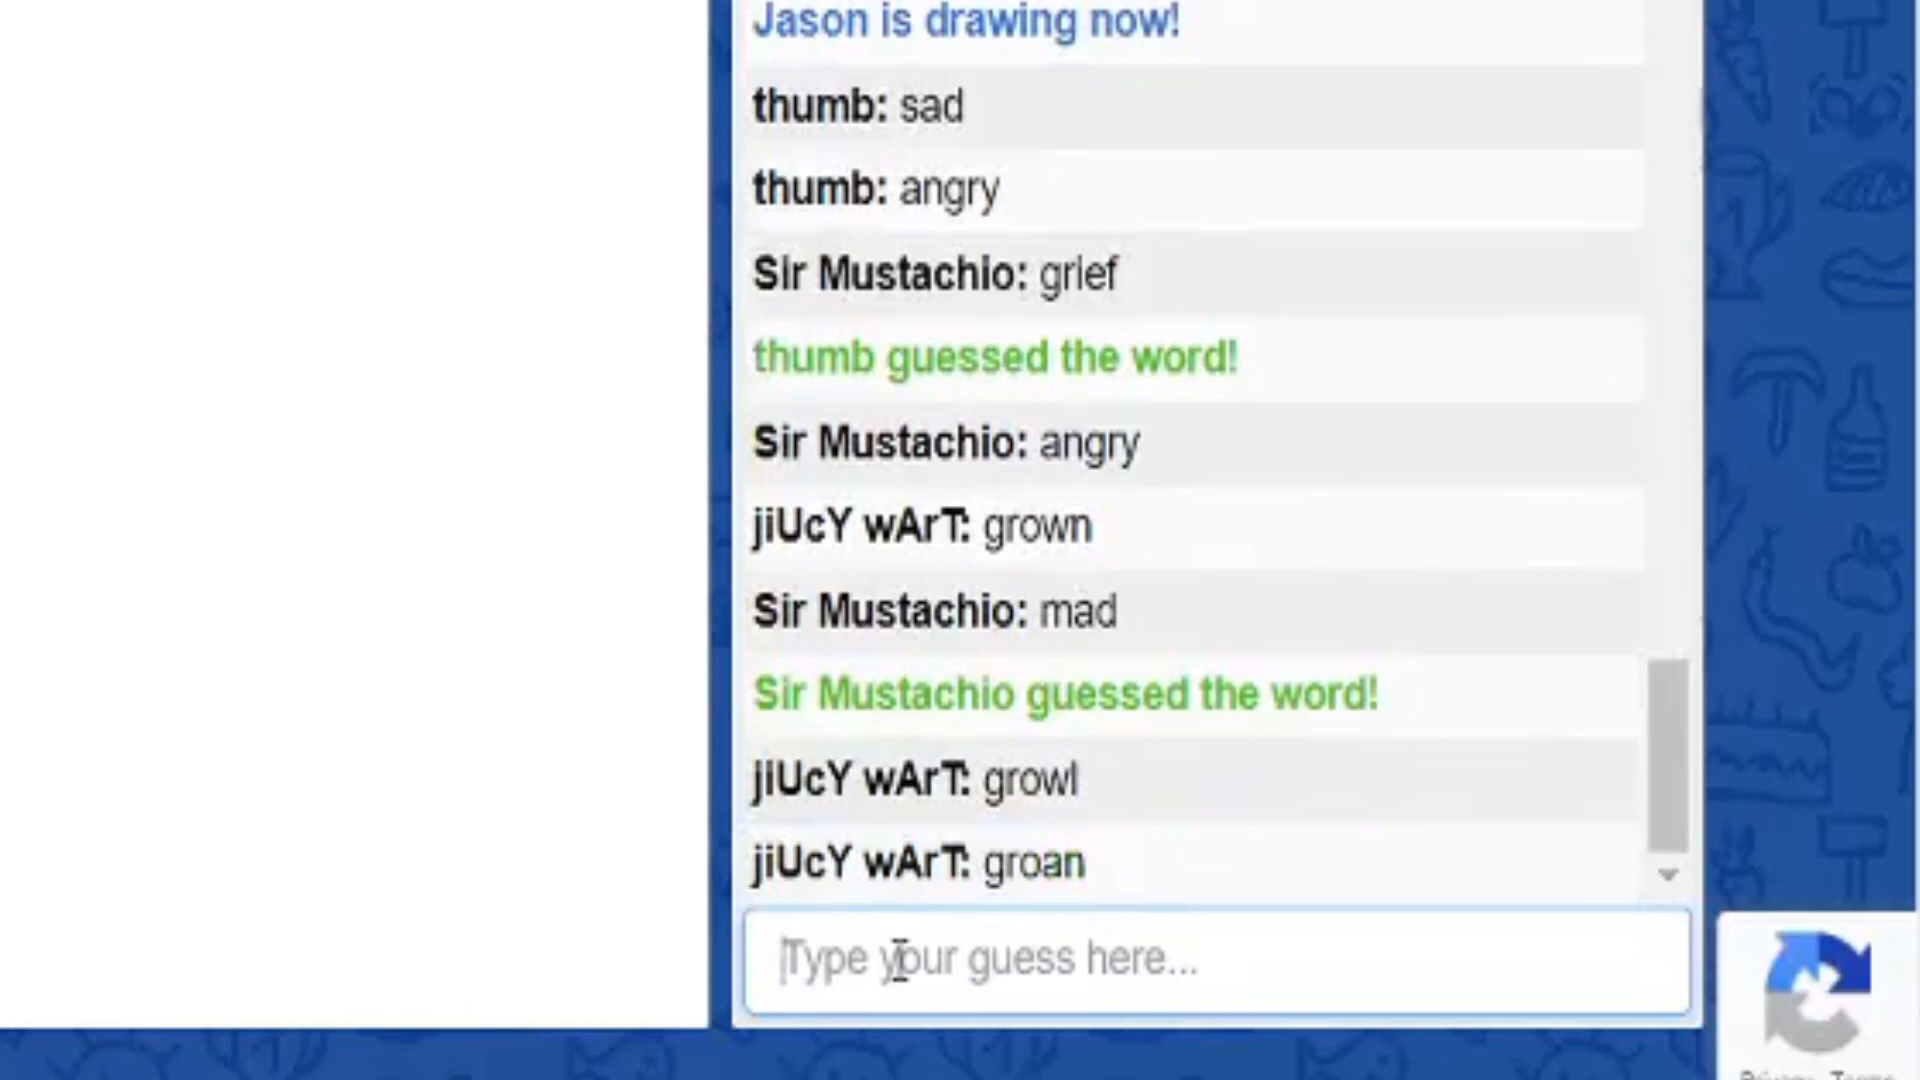 Jason is drawing now!
thumb: sad
thumb: angry
Sir Mustachio: grief
thumb guessed the word!
Sir Mustachio: angry
jiUcY wArT: grown
Sir Mustachio: mad
Sir Mustachio guessed the word!
jiUcY wArT: growl
jiUcY wArT: groan
Type your guess here...